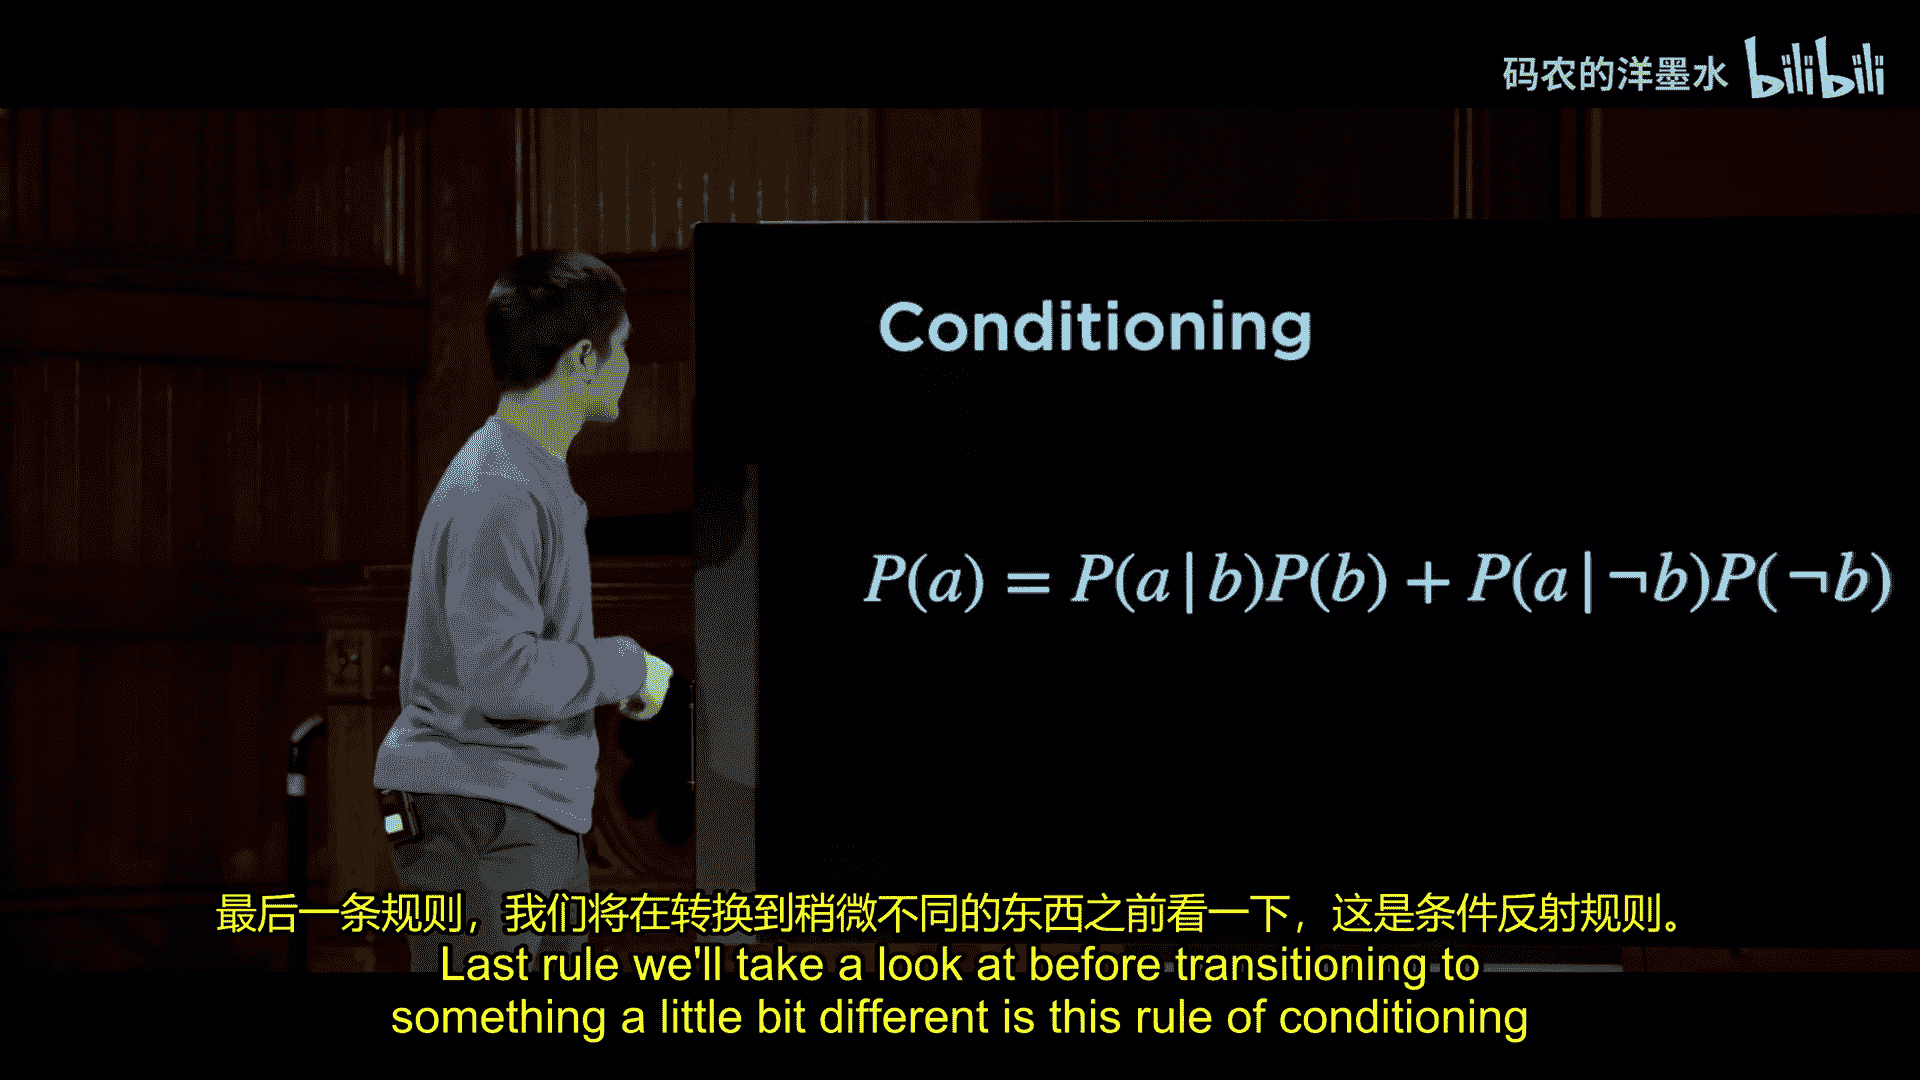 码农的洋墨水 bilibili
Conditioning
P(a) = P(a|b)P(b) + P(a|¬b)P(¬b)
最后一条规则，我们将在转换到稍微不同的东西之前看一下，这是条件反射规则。
Last rule we'll take a look at before transitioning to
something a little bit different is this rule of conditioning